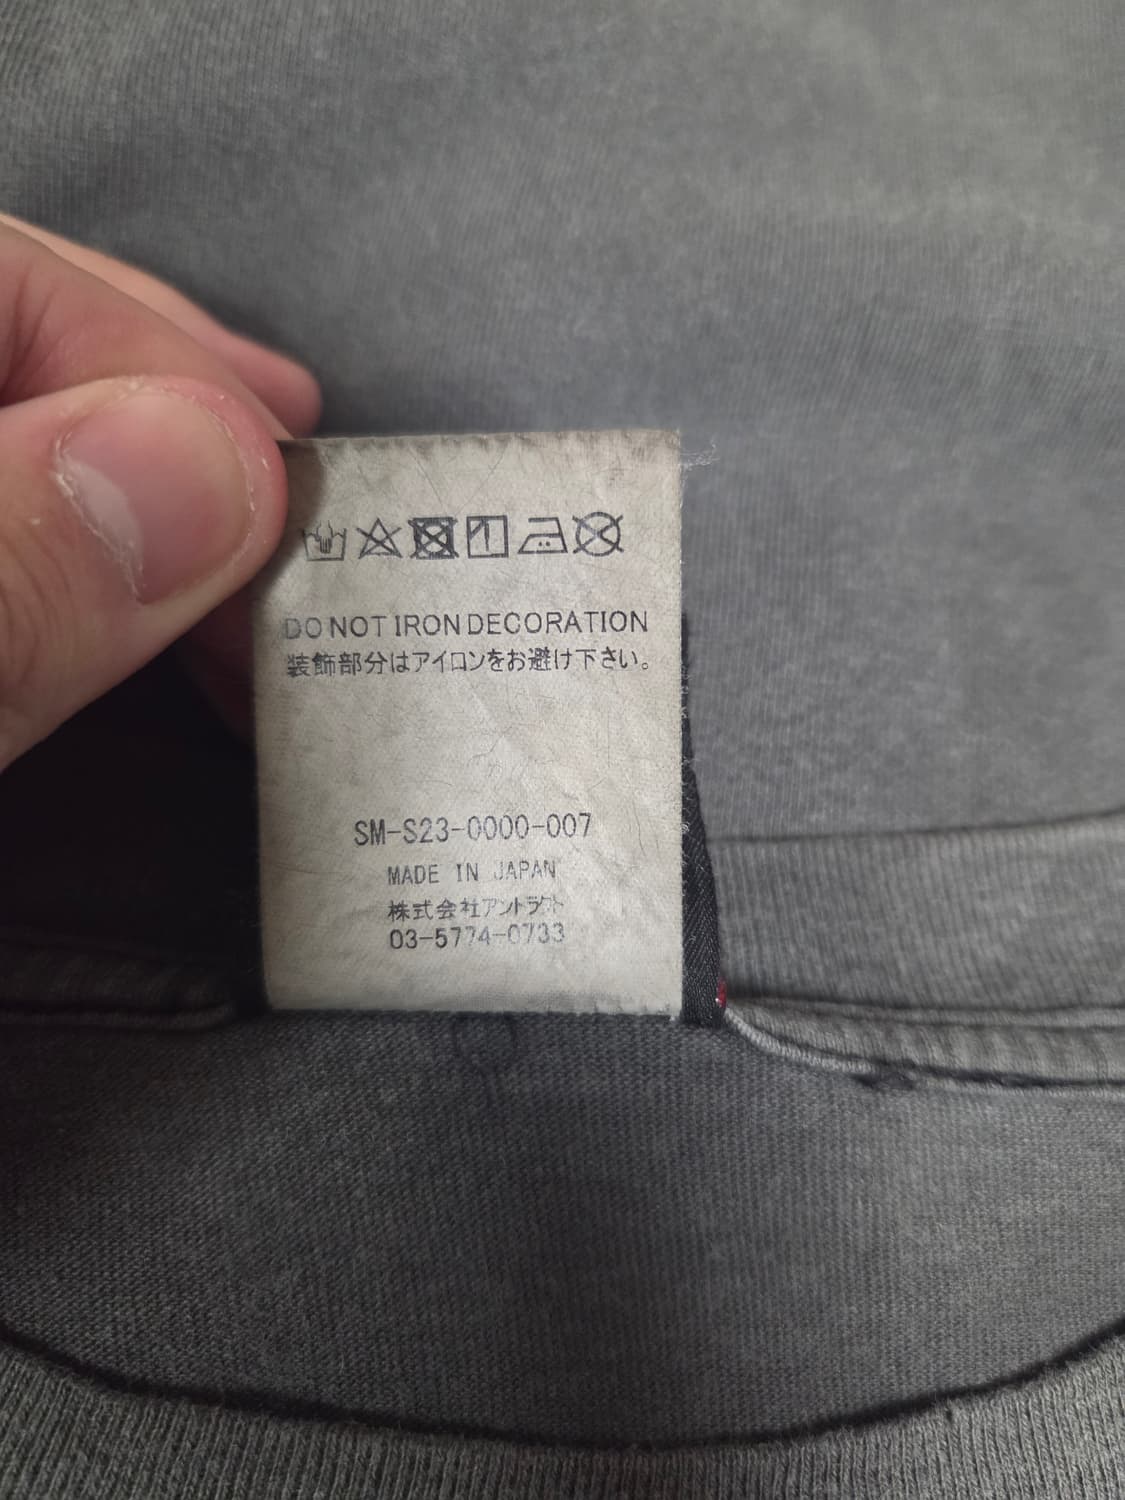 DO NOT IRON DECORATION
装飾部分はアイロンをお避け下さい。
SM-S23-0000-007
MADE IN JAPAN
株式会社アントラクト
03-5774-0733